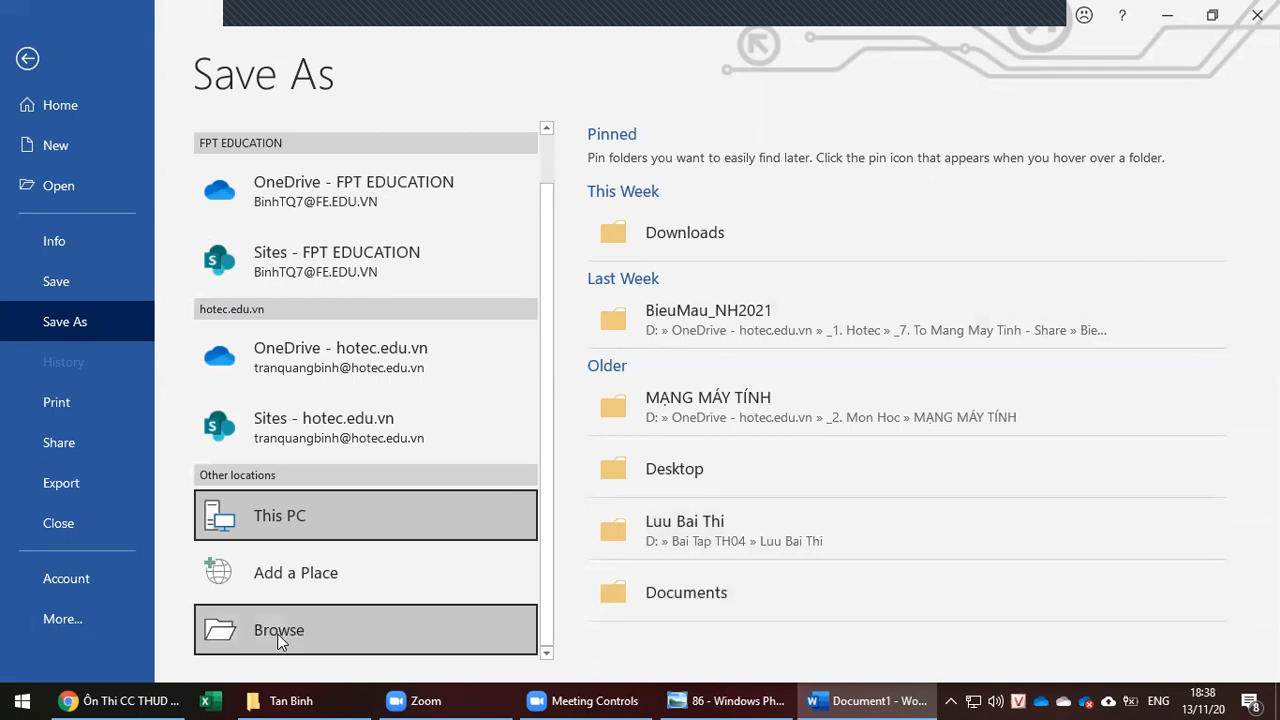 Save As
Home
New
Open
Info
Save
Save As
History
Print
Share
Export
Close
Account
More...
FPT EDUCATION
OneDrive - FPT EDUCATION
BinhTQ7@FE.EDU.VN
Sites - FPT EDUCATION
BinhTQ7@FE.EDU.VN
hotec.edu.vn
OneDrive - hotec.edu.vn
tranquangbinh@hotec.edu.vn
Sites - hotec.edu.vn
tranquangbinh@hotec.edu.vn
Other locations
This PC
Add a Place
Browse
Pinned
Pin folders you want to easily find later. Click the pin icon that appears when you hover over a folder.
This Week
Downloads
Last Week
BieuMau_NH2021
D: » OneDrive - hotec.edu.vn » _1. Hotec » _7. To Mang May Tinh - Share » Bie...
Older
MẠNG MÁY TÍNH
D: » OneDrive - hotec.edu.vn » _2. Mon Hoc » MẠNG MÁY TÍNH
Desktop
Luu Bai Thi
D: » Bai Tap TH04 » Luu Bai Thi
Documents
Ôn Thi CC THUD ...
Tan Binh
Zoom
Meeting Controls
86 - Windows Ph...
Document1 - Wo...
ENG
18:38
13/11/20
8